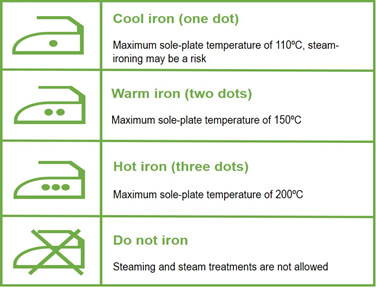 Cool iron (one dot)
Maximum sole-plate temperature of 110ºC, steam-
ironing may be a risk
Warm iron (two dots)
Maximum sole-plate temperature of 150ºC
Hot iron (three dots)
Maximum sole-plate temperature of 200ºC
Do not iron
Steaming and steam treatments are not allowed